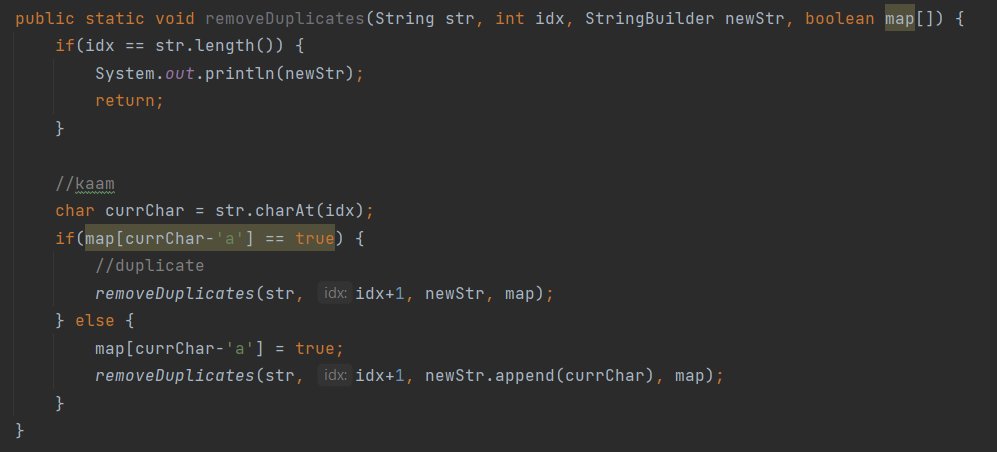 public static void removeDuplicates(String str, int idx, StringBuilder newStr, boolean map[]) {
    if(idx == str.length()) {
        System.out.println(newStr);
        return;
    }

    //kaam
    char currChar = str.charAt(idx);
    if(map[currChar-'a'] == true) {
        //duplicate
        removeDuplicates(str, idx: idx+1, newStr, map);
    } else {
        map[currChar-'a'] = true;
        removeDuplicates(str, idx: idx+1, newStr.append(currChar), map);
    }
}